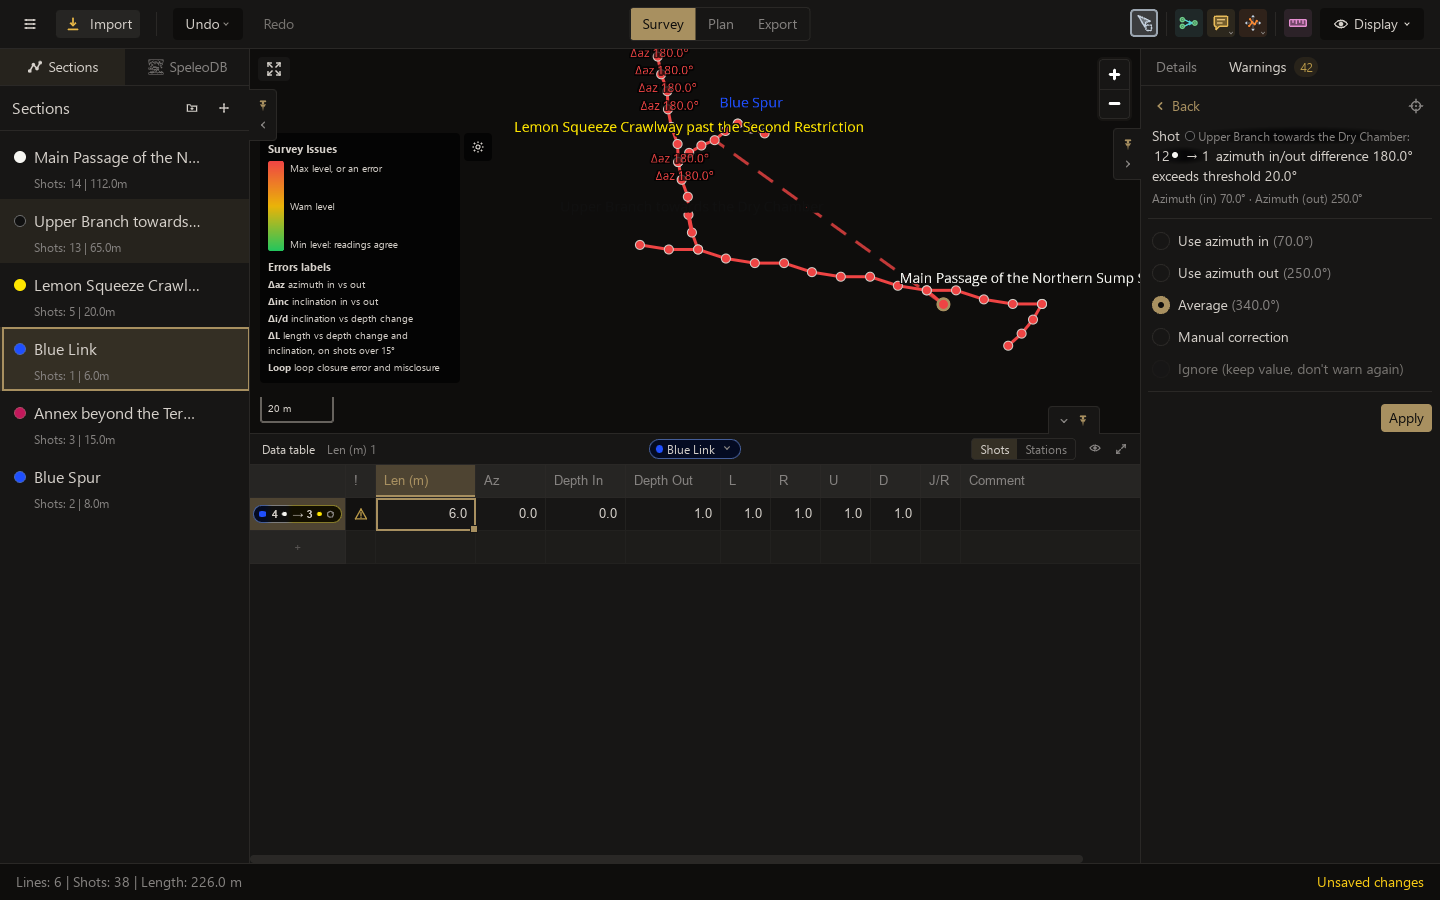 Import
Undo
Redo
Survey
Plan
Export
Display
Sections
SpeleoDB
Sections
Main Passage of the N...
Shots: 14 | 112.0m
Upper Branch towards...
Shots: 13 | 65.0m
Lemon Squeeze Crawl...
Shots: 5 | 20.0m
Blue Link
Shots: 1 | 6.0m
Annex beyond the Ter...
Shots: 3 | 15.0m
Blue Spur
Shots: 2 | 8.0m
Δaz 180.0°
Δaz 180.0°
Δaz 180.0°
Δaz 180.0°
Blue Spur
Lemon Squeeze Crawlway past the Second Restriction
Δaz 180.0°
Δaz 180.0°
Main Passage of the Northern Sump S
Survey Issues
Max level, or an error
Warn level
Min level: readings agree
Errors labels
Δaz azimuth in vs out
Δinc inclination in vs out
Δi/d inclination vs depth change
ΔL length vs depth change and
inclination, on shots over 15°
Loop loop closure error and misclosure
20 m
Data table
Len (m) 1
Blue Link
Shots
Stations
! Len (m) Az Depth In Depth Out L R U D J/R Comment
4 → 3 6.0 0.0 0.0 1.0 1.0 1.0 1.0 1.0
+
Details
Warnings 42
Back
Shot Upper Branch towards the Dry Chamber:
12 → 1 azimuth in/out difference 180.0°
exceeds threshold 20.0°
Azimuth (in) 70.0° · Azimuth (out) 250.0°
Use azimuth in (70.0°)
Use azimuth out (250.0°)
Average (340.0°)
Manual correction
Ignore (keep value, don't warn again)
Apply
Lines: 6 | Shots: 38 | Length: 226.0 m
Unsaved changes